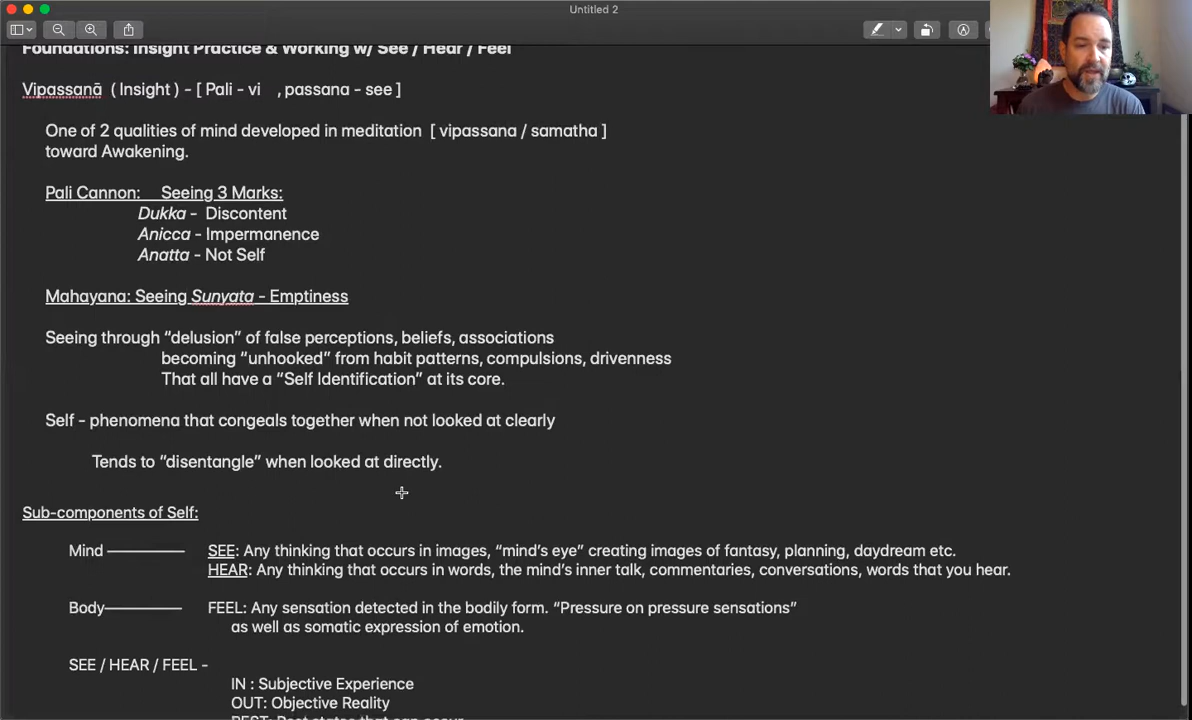 Untitled 2
Foundations: Insight Practice & Working w/ See / Hear / Feel
Vipassanā ( Insight ) - [ Pali - vi , passana - see ]
One of 2 qualities of mind developed in meditation [ vipassana / samatha ]
toward Awakening.
Pali Cannon: Seeing 3 Marks:
Dukka - Discontent
Anicca - Impermanence
Anatta - Not Self
Mahayana: Seeing Sunyata - Emptiness
Seeing through “delusion” of false perceptions, beliefs, associations
becoming “unhooked” from habit patterns, compulsions, drivenness
That all have a “Self Identification” at its core.
Self - phenomena that congeals together when not looked at clearly
Tends to “disentangle” when looked at directly.
Sub-components of Self:
Mind SEE: Any thinking that occurs in images, “mind’s eye” creating images of fantasy, planning, daydream etc.
HEAR: Any thinking that occurs in words, the mind’s inner talk, commentaries, conversations, words that you hear.
Body FEEL: Any sensation detected in the bodily form. “Pressure on pressure sensations”
as well as somatic expression of emotion.
SEE / HEAR / FEEL -
IN : Subjective Experience
OUT: Objective Reality
REST: Rest states that can occur